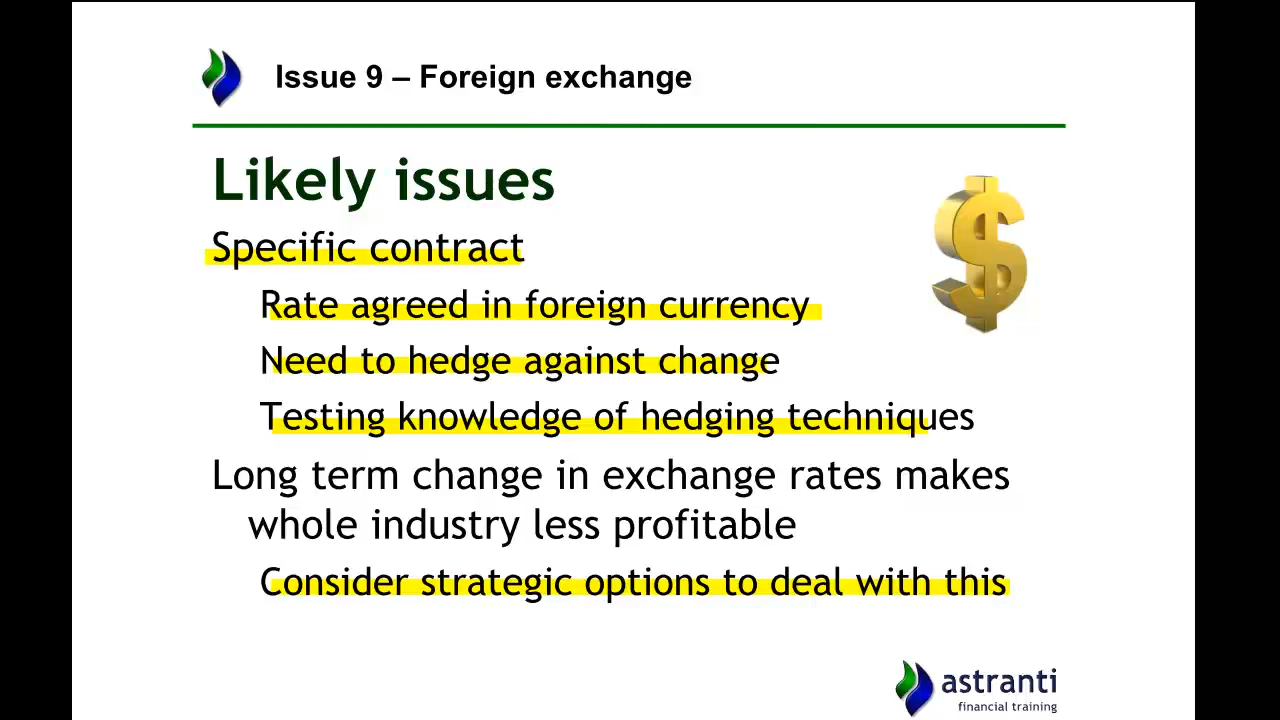 Issue 9 – Foreign exchange
Likely issues
Specific contract
Rate agreed in foreign currency
Need to hedge against change
Testing knowledge of hedging techniques
Long term change in exchange rates makes
whole industry less profitable
Consider strategic options to deal with this
astranti
financial training